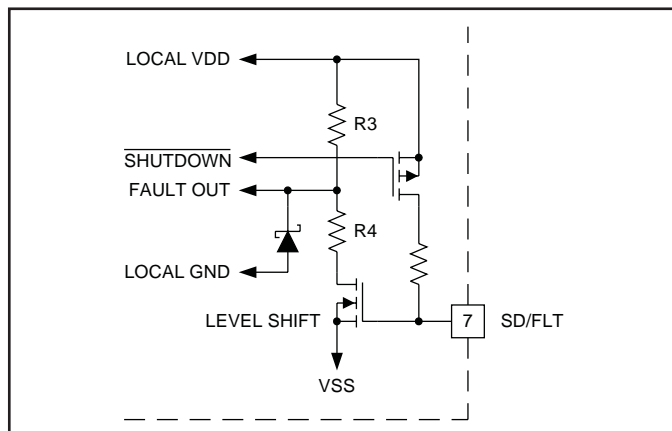 LOCAL VDD
R3
SHUTDOWN
FAULT OUT
R4
LOCAL GND
LEVEL SHIFT
7
SD/FLT
VSS